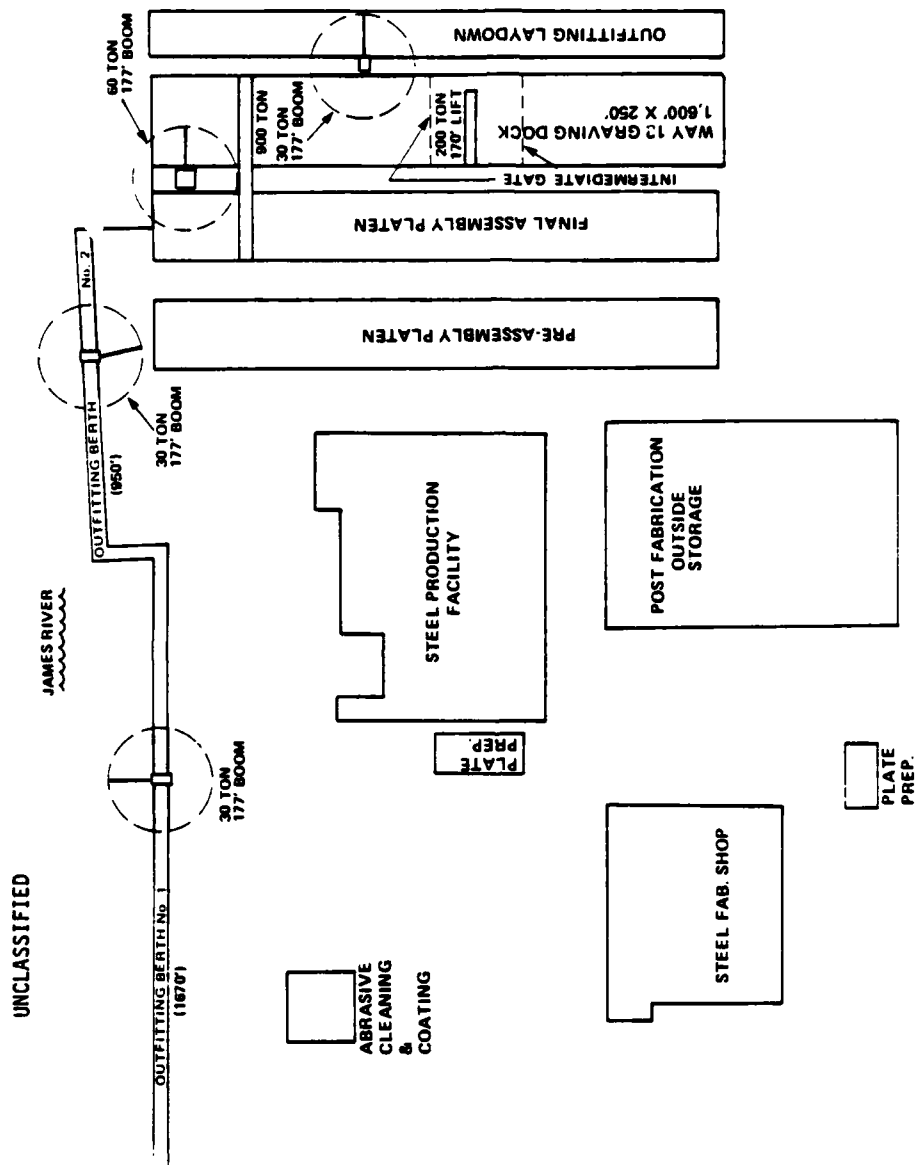 UNCLASSIFIED
JAMES RIVER
OUTFITTING BERTH No 1
(1670')
30 TON
177' BOOM
OUTFITTING BERTH
No. 2
(950')
30 TON
177' BOOM
60 TON
177' BOOM
ABRASIVE
CLEANING
&
COATING
PLATE
PREP.
STEEL PRODUCTION
FACILITY
PRE-ASSEMBLY PLATEN
FINAL ASSEMBLY PLATEN
900 TON
30 TON
177' BOOM
200 TON
170' LIFT
INTERMEDIATE GATE
WAY 12 GRAVING DOCK
1,600' X 250'
OUTFITTING LAYDOWN
STEEL FAB. SHOP
PLATE
PREP.
POST FABRICATION
OUTSIDE
STORAGE